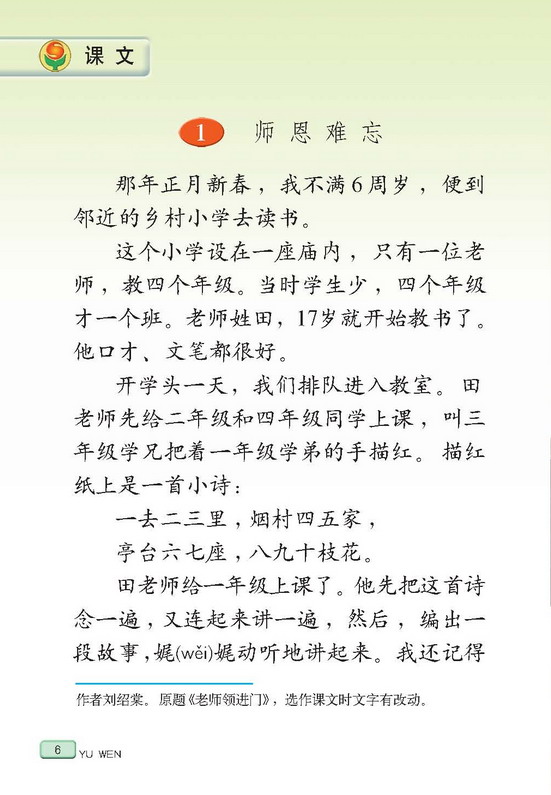 课文
1 师恩难忘
那年正月新春，我不满6周岁，便到
邻近的乡村小学去读书。
这个小学设在一座庙内，只有一位老
师，教四个年级。当时学生少，四个年级
才一个班。老师姓田，17岁就开始教书了。
他口才、文笔都很好。
开学头一天，我们排队进入教室。田
老师先给二年级和四年级同学上课，叫三
年级学兄把着一年级学弟的手描红。描红
纸上是一首小诗：
一去二三里，烟村四五家，
亭台六七座，八九十枝花。
田老师给一年级上课了。他先把这首诗
念一遍，又连起来讲一遍，然后，编出一
段故事，娓(wěi)娓动听地讲起来。我还记得
作者刘绍棠。原题《老师领进门》，选作课文时文字有改动。
6 YU WEN